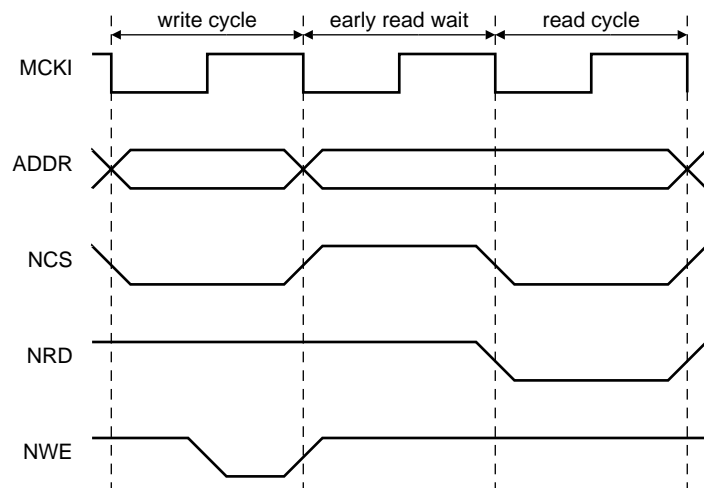 write cycle early read wait read cycle
MCKI
ADDR
NCS
NRD
NWE